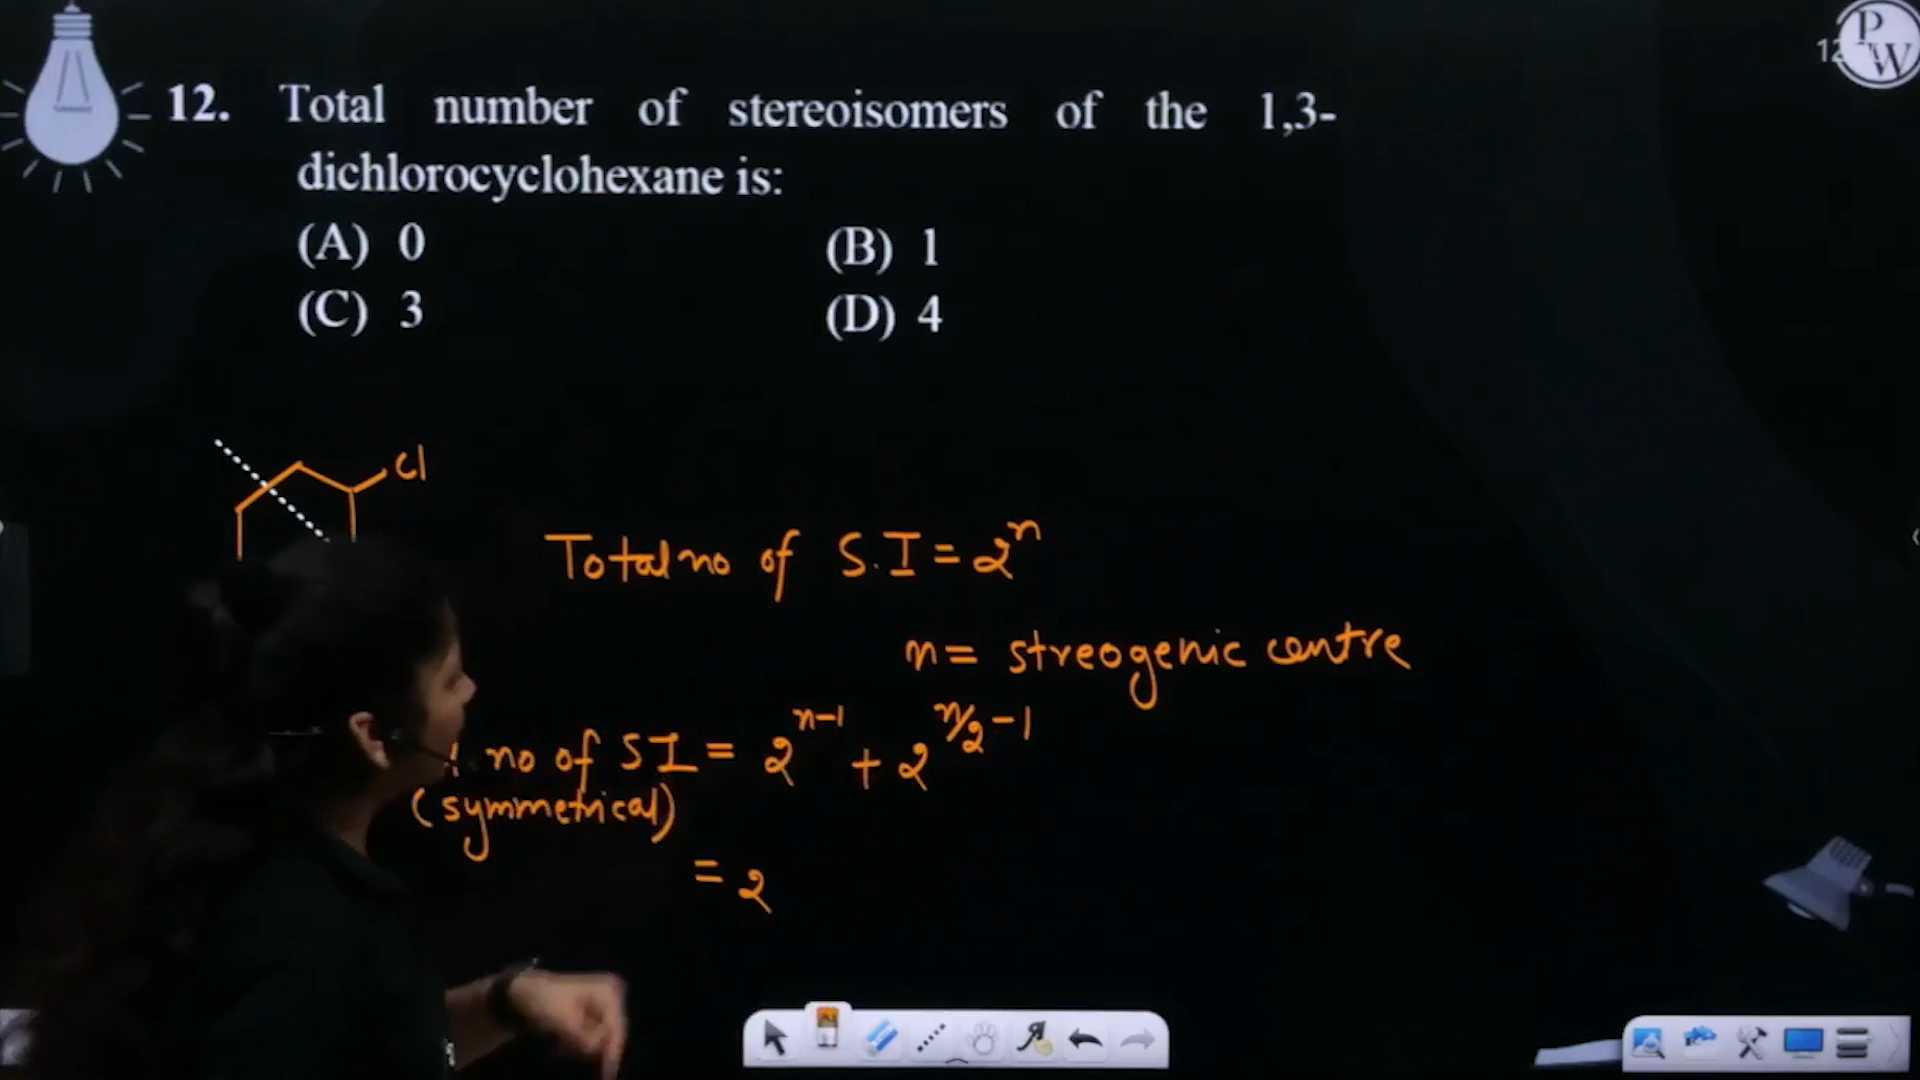 12. Total number of stereoisomers of the 1,3-
dichlorocyclohexane is:
(A) 0 (B) 1
(C) 3 (D) 4
Cl
Total no of S.I = 2^n
n = streogenic centre
no of SI = 2^{n-1} + 2^{n/2-1}
(symmetrical)
= 2
PW